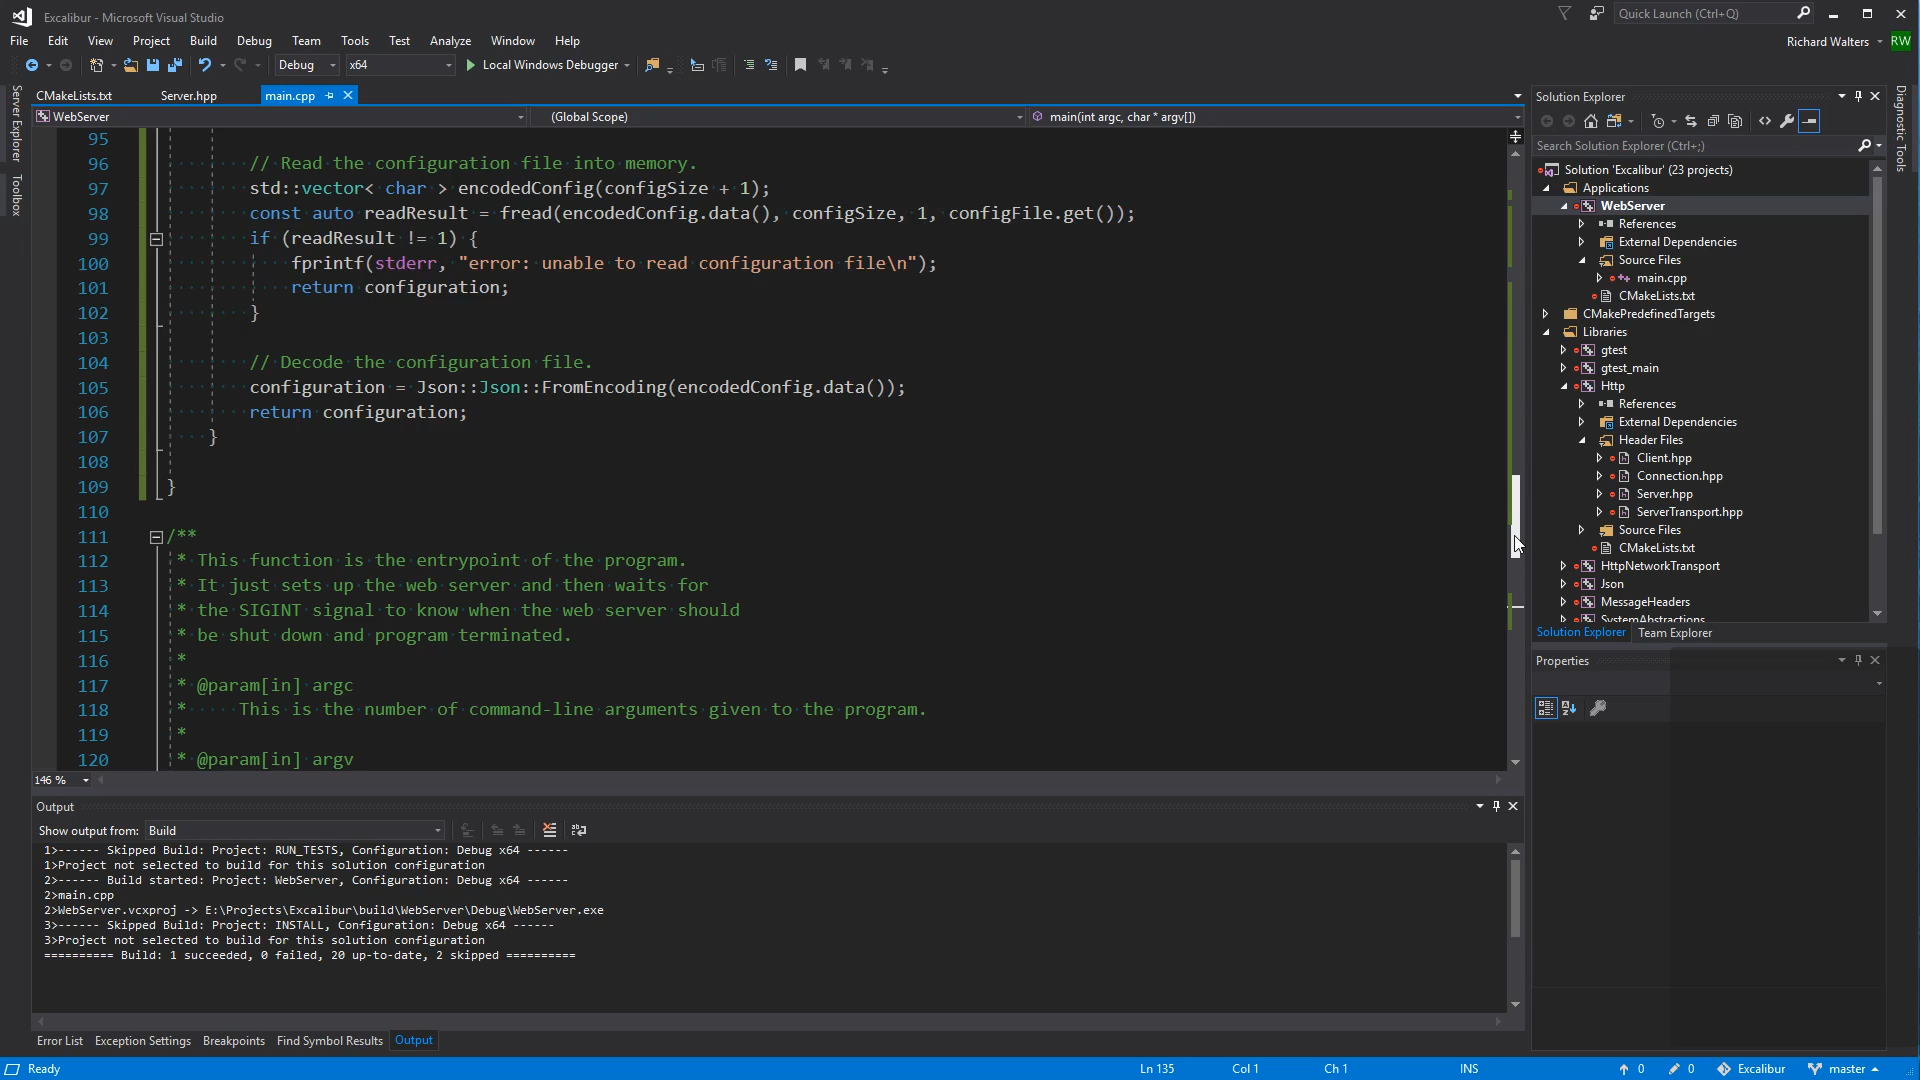 Excalibur - Microsoft Visual Studio
Quick Launch (Ctrl+Q)
File Edit View Project Build Debug Team Tools Test Analyze Window Help
Richard Walters RW
Debug x64 Local Windows Debugger
Server Explorer
Toolbox
CMakeLists.txt Server.hpp main.cpp
WebServer (Global Scope) main(int argc, char * argv[])
95
96 // Read the configuration file into memory.
97 std::vector< char > encodedConfig(configSize + 1);
98 const auto readResult = fread(encodedConfig.data(), configSize, 1, configFile.get());
99 if (readResult != 1) {
100 fprintf(stderr, "error: unable to read configuration file\n");
101 return configuration;
102 }
103
104 // Decode the configuration file.
105 configuration = Json::Json::FromEncoding(encodedConfig.data());
106 return configuration;
107 }
108
109 }
110
111 /**
112 * This function is the entrypoint of the program.
113 * It just sets up the web server and then waits for
114 * the SIGINT signal to know when the web server should
115 * be shut down and program terminated.
116 *
117 * @param[in] argc
118 * This is the number of command-line arguments given to the program.
119 *
120 * @param[in] argv
146 %
Output
Show output from: Build
1>------ Skipped Build: Project: RUN_TESTS, Configuration: Debug x64 ------
1>Project not selected to build for this solution configuration
2>------ Build started: Project: WebServer, Configuration: Debug x64 ------
2>main.cpp
2>WebServer.vcxproj -> E:\Projects\Excalibur\build\WebServer\Debug\WebServer.exe
3>------ Skipped Build: Project: INSTALL, Configuration: Debug x64 ------
3>Project not selected to build for this solution configuration
========== Build: 1 succeeded, 0 failed, 20 up-to-date, 2 skipped ==========
Error List Exception Settings Breakpoints Find Symbol Results Output
Solution Explorer
Search Solution Explorer (Ctrl+;)
Solution 'Excalibur' (23 projects)
Applications
WebServer
References
External Dependencies
Source Files
main.cpp
CMakeLists.txt
CMakePredefinedTargets
Libraries
gtest
gtest_main
Http
References
External Dependencies
Header Files
Client.hpp
Connection.hpp
Server.hpp
ServerTransport.hpp
Source Files
CMakeLists.txt
HttpNetworkTransport
Json
MessageHeaders
SystemAbstractions
Solution Explorer Team Explorer
Properties
Diagnostic Tools
Ready Ln 135 Col 1 Ch 1 INS 0 0 Excalibur master